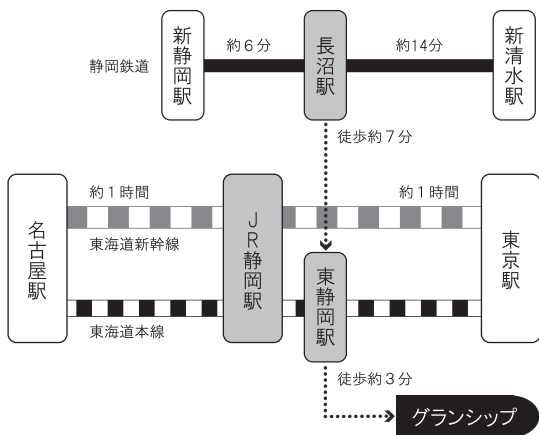 静岡鉄道
新静岡駅
約6分
長沼駅
約14分
新清水駅
徒歩約7分
名古屋駅
約1時間
東海道新幹線
JR静岡駅
約1時間
東京駅
東海道本線
東静岡駅
徒歩約3分
グランシップ